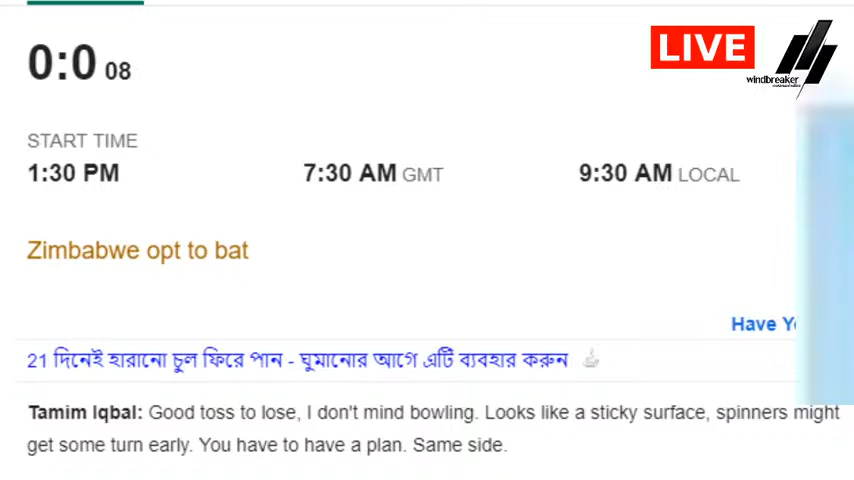 LIVE
windbreaker
0:0 08
START TIME
1:30 PM 7:30 AM GMT 9:30 AM LOCAL
Zimbabwe opt to bat
Have
21 দিনেই হারানো চুল ফিরে পান - ঘুমানোর আগে এটি ব্যবহার করুন
Tamim Iqbal: Good toss to lose, I don't mind bowling. Looks like a sticky surface, spinners might
get some turn early. You have to have a plan. Same side.